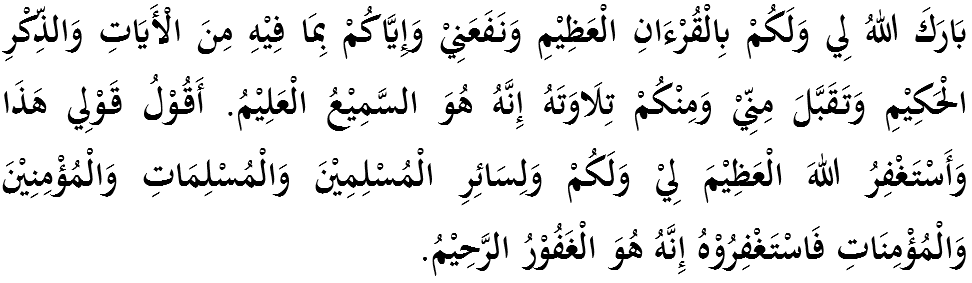 بَارَكَ اللهُ لِي وَلَكُمْ بِالْقُرْءَانِ الْعَظِيْمِ وَنَفَعَنِيْ وَإِيَّاكُمْ بِمَا فِيْهِ مِنَ الْأَيَاتِ وَالذِّكْرِ
الْحَكِيْمِ وَتَقَبَّلَ مِنِّيْ وَمِنْكُمْ تِلَاوَتَهُ إِنَّهُ هُوَ السَّمِيْعُ الْعَلِيْمُ. أَقُوْلُ قَوْلِي هَذَا
وَأَسْتَغْفِرُ اللهَ الْعَظِيْمَ لِيْ وَلَكُمْ وَلِسَائِرِ الْمُسْلِمِيْنَ وَالْمُسْلِمَاتِ وَالْمُؤْمِنِيْنَ
وَالْمُؤْمِنَاتِ فَاسْتَغْفِرُوْهُ إِنَّهُ هُوَ الْغَفُوْرُ الرَّحِيْمُ.